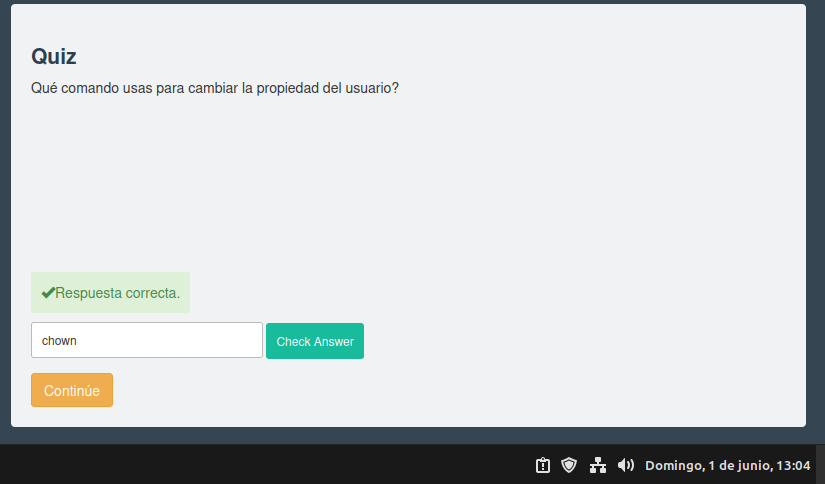 Quiz
Qué comando usas para cambiar la propiedad del usuario?
Respuesta correcta.
chown
Check Answer
Continúe
Domingo, 1 de junio, 13:04